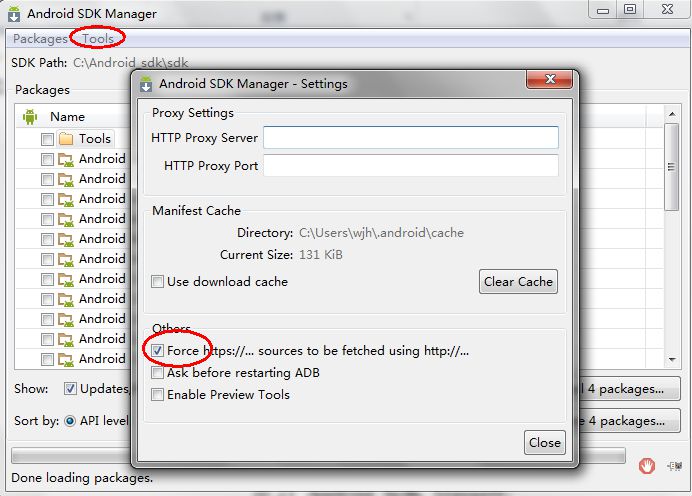 Android SDK Manager
Packages Tools
SDK Path: C:\Android_sdk\sdk
Packages
Name
Tools
Android
Android
Android
Android
Android
Android
Android
Android
Android
Android
Android
Show: Updates
l 4 packages...
Sort by: API level
e 4 packages...
Done loading packages.
Android SDK Manager - Settings
Proxy Settings
HTTP Proxy Server
HTTP Proxy Port
Manifest Cache
Directory: C:\Users\wjh\.android\cache
Current Size: 131 KiB
Use download cache
Clear Cache
Others
Force https://... sources to be fetched using http://...
Ask before restarting ADB
Enable Preview Tools
Close